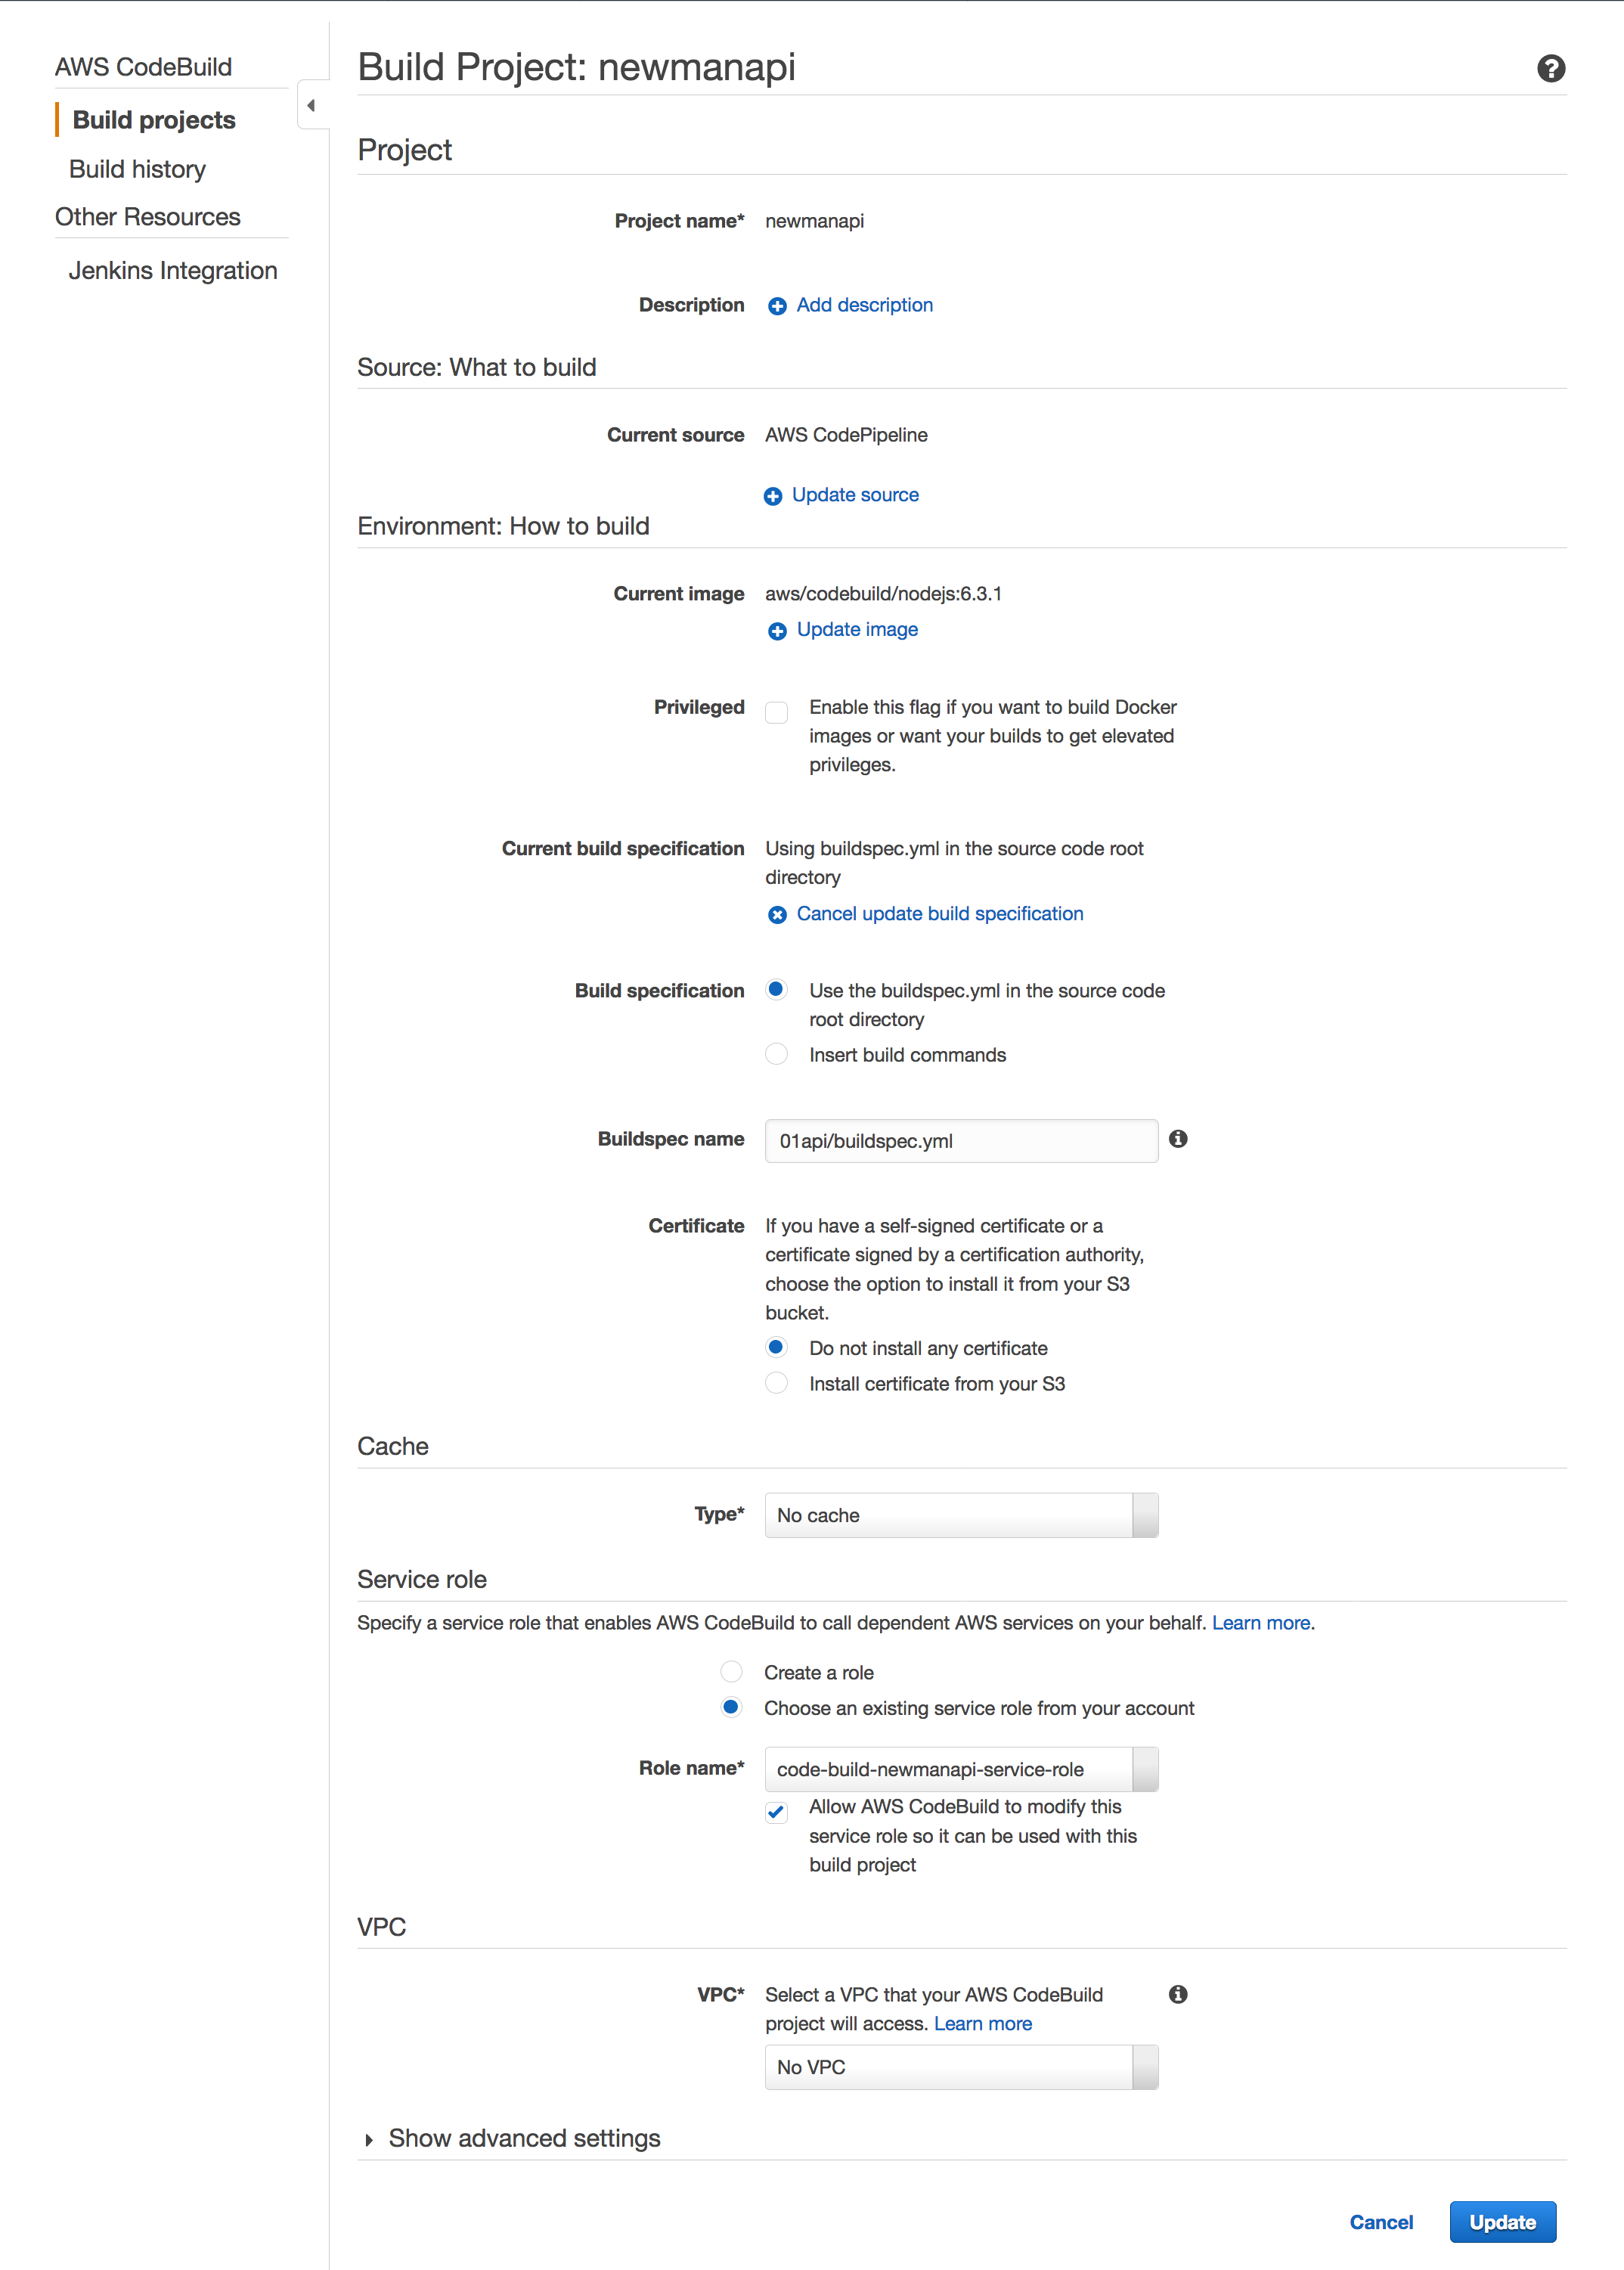 AWS CodeBuild
Build projects
Build history
Other Resources
Jenkins Integration
Build Project: newmanapi
Project
Project name* newmanapi
Description Add description
Source: What to build
Current source AWS CodePipeline
Update source
Environment: How to build
Current image aws/codebuild/nodejs:6.3.1
Update image
Privileged Enable this flag if you want to build Docker
images or want your builds to get elevated
privileges.
Current build specification Using buildspec.yml in the source code root
directory
Cancel update build specification
Build specification Use the buildspec.yml in the source code
root directory
Insert build commands
Buildspec name 01api/buildspec.yml
Certificate If you have a self-signed certificate or a
certificate signed by a certification authority,
choose the option to install it from your S3
bucket.
Do not install any certificate
Install certificate from your S3
Cache
Type* No cache
Service role
Specify a service role that enables AWS CodeBuild to call dependent AWS services on your behalf. Learn more.
Create a role
Choose an existing service role from your account
Role name* code-build-newmanapi-service-role
Allow AWS CodeBuild to modify this
service role so it can be used with this
build project
VPC
VPC* Select a VPC that your AWS CodeBuild
project will access. Learn more
No VPC
Show advanced settings
Cancel Update